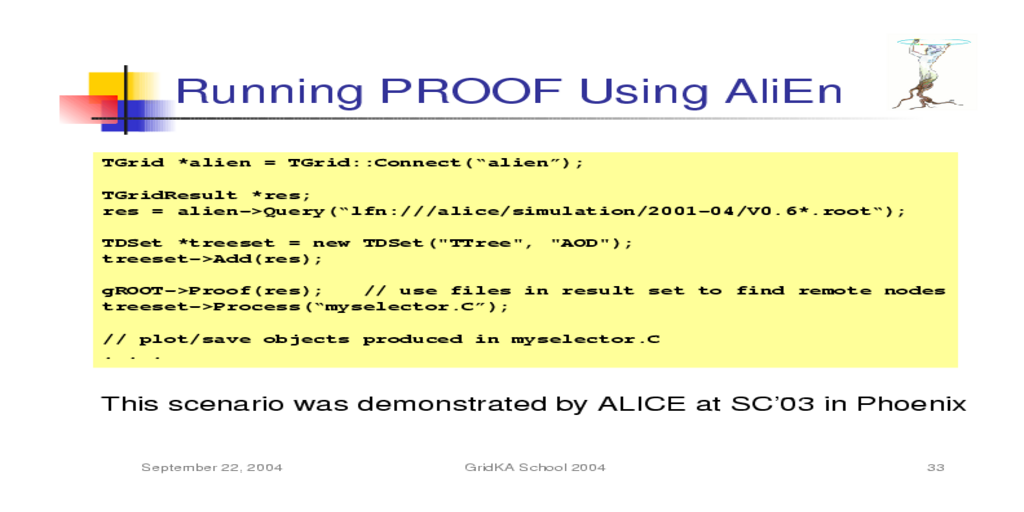 Running PROOF Using AliEn
TGrid *alien = TGrid::Connect(“alien”);
TGridResult *res;
res = alien->Query(“lfn:///alice/simulation/2001-04/V0.6*.root“);
TDSet *treeset = new TDSet("TTree", "AOD");
treeset->Add(res);
gROOT->Proof(res);   // use files in result set to find remote nodes
treeset->Process(“myselector.C”);
// plot/save objects produced in myselector.C
. . .
This scenario was demonstrated by ALICE at SC’03 in Phoenix
September 22, 2004 GridKA School 2004 33